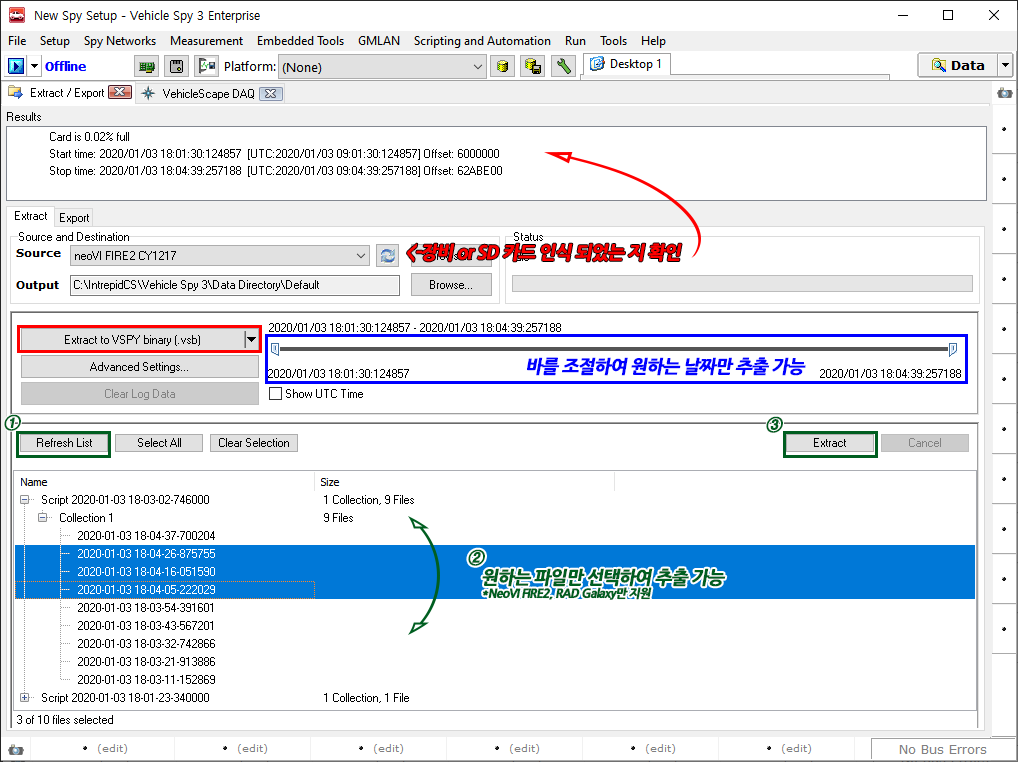 New Spy Setup - Vehicle Spy 3 Enterprise
File Setup Spy Networks Measurement Embedded Tools GMLAN Scripting and Automation Run Tools Help
Offline Platform: (None) Desktop 1 Data
Extract / Export VehicleScape DAQ
Results
Card is 0.02% full
Start time: 2020/01/03 18:01:30:124857 [UTC:2020/01/03 09:01:30:124857] Offset: 6000000
Stop time: 2020/01/03 18:04:39:257188 [UTC:2020/01/03 09:04:39:257188] Offset: 62ABE00
Extract Export
Source and Destination Status
Source neoVI FIRE2 CY1217 <-장비 or SD 카드 인식 되었는 지 확인
Output C:\IntrepidCS\Vehicle Spy 3\Data Directory\Default Browse...
2020/01/03 18:01:30:124857 - 2020/01/03 18:04:39:257188
Extract to VSPY binary (.vsb)
Advanced Settings... 바를 조절하여 원하는 날짜만 추출 가능
2020/01/03 18:01:30:124857 2020/01/03 18:04:39:257188
Clear Log Data Show UTC Time
① ③
Refresh List Select All Clear Selection Extract Cancel
Name Size
Script 2020-01-03 18-03-02-746000 1 Collection, 9 Files
Collection 1 9 Files
2020-01-03 18-04-37-700204
2020-01-03 18-04-26-875755 ②
2020-01-03 18-04-16-051590 원하는 파일만 선택하여 추출 가능
2020-01-03 18-04-05-222029 *NeoVI FIRE2, RAD Galaxy만 지원
2020-01-03 18-03-54-391601
2020-01-03 18-03-43-567201
2020-01-03 18-03-32-742866
2020-01-03 18-03-21-913886
2020-01-03 18-03-11-152869
Script 2020-01-03 18-01-23-340000 1 Collection, 1 File
3 of 10 files selected
(edit) (edit) (edit) (edit) (edit) (edit) No Bus Errors